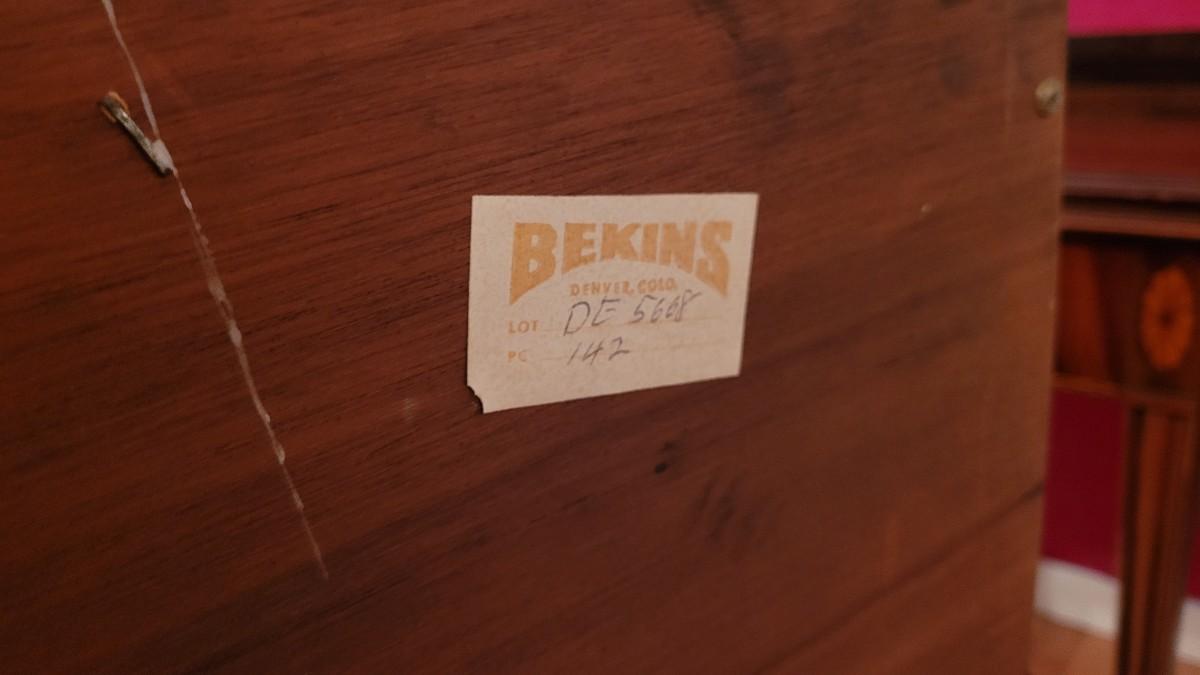 BEKINS
DENVER, COLO.
LOT DE 5668
PC 142